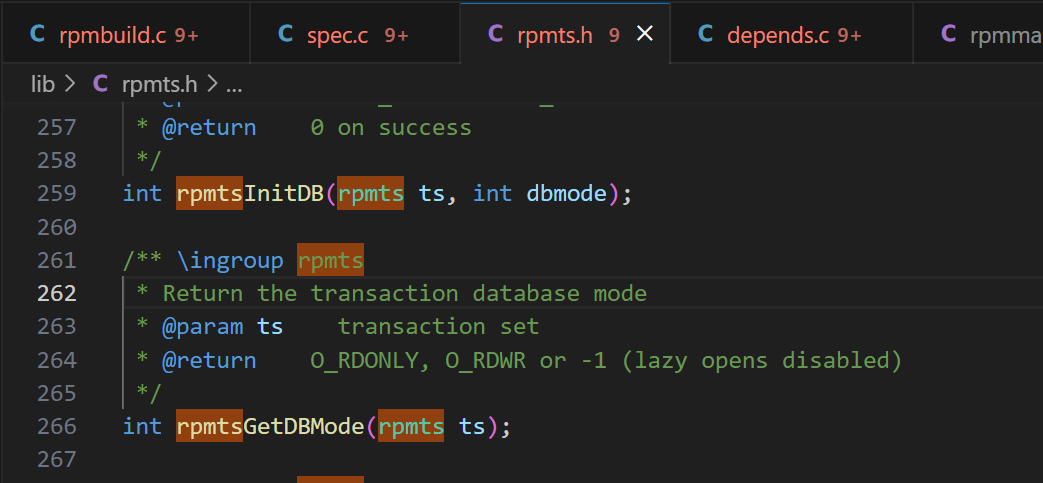 C rpmbuild.c 9+ C spec.c 9+ C rpmts.h 9 × C depends.c 9+ C rpmma
lib > C rpmts.h > ...
257 * @return 0 on success
258 */
259 int rpmtsInitDB(rpmts ts, int dbmode);
260
261 /** \ingroup rpmts
262 * Return the transaction database mode
263 * @param ts transaction set
264 * @return O_RDONLY, O_RDWR or -1 (lazy opens disabled)
265 */
266 int rpmtsGetDBMode(rpmts ts);
267